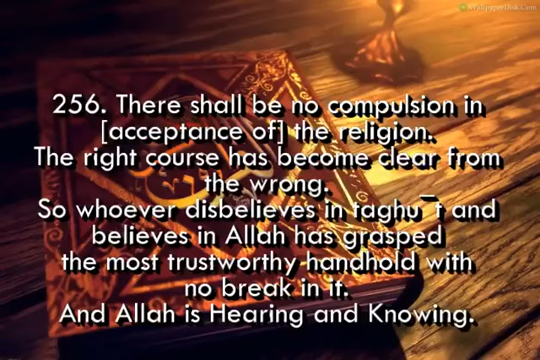 WallpaperDisk.Com
256. There shall be no compulsion in
[acceptance of] the religion.
The right course has become clear from
the wrong.
So whoever disbelieves in taghu¯t and
believes in Allah has grasped
the most trustworthy handhold with
no break in it.
And Allah is Hearing and Knowing.